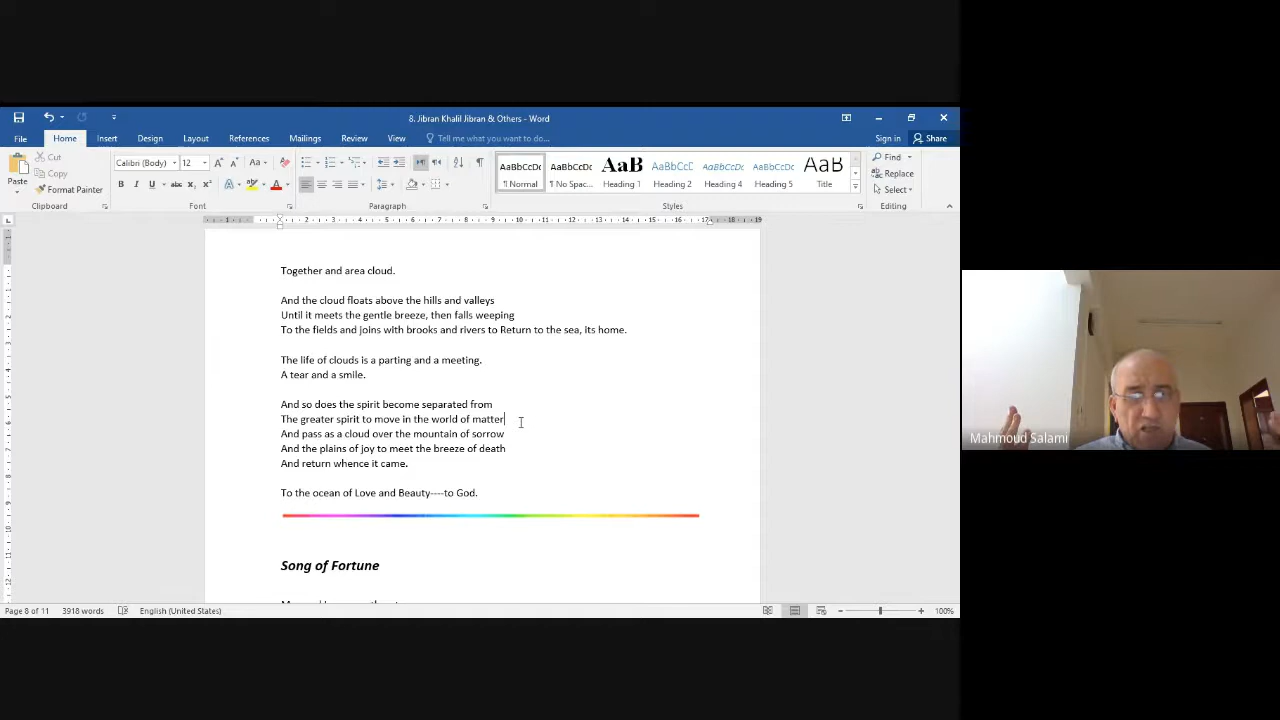 8. Jibran Khalil Jibran & Others - Word
File Home Insert Design Layout References Mailings Review View Tell me what you want to do... Sign in Share
Paste Cut Copy Format Painter
Calibri (Body) 12
AaBbCcDc AaBbCcDc AaB AaBbCcD AaBbCcDc AaBbCcDc AaB
¶ Normal ¶ No Spac... Heading 1 Heading 2 Heading 4 Heading 5 Title
Find Replace Select
Clipboard Font Paragraph Styles Editing
Together and area cloud.
And the cloud floats above the hills and valleys
Until it meets the gentle breeze, then falls weeping
To the fields and joins with brooks and rivers to Return to the sea, its home.
The life of clouds is a parting and a meeting.
A tear and a smile.
And so does the spirit become separated from
The greater spirit to move in the world of matter
And pass as a cloud over the mountain of sorrow
And the plains of joy to meet the breeze of death
And return whence it came.
To the ocean of Love and Beauty----to God.
Song of Fortune
Page 8 of 11 3918 words English (United States) 100%
Mahmoud Salami